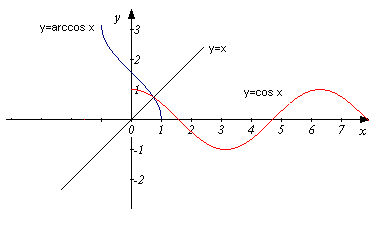 y
y=arccos x
3
y=x
2
1
y=cos x
0 1 2 3 4 5 6 7 x
-1
-2